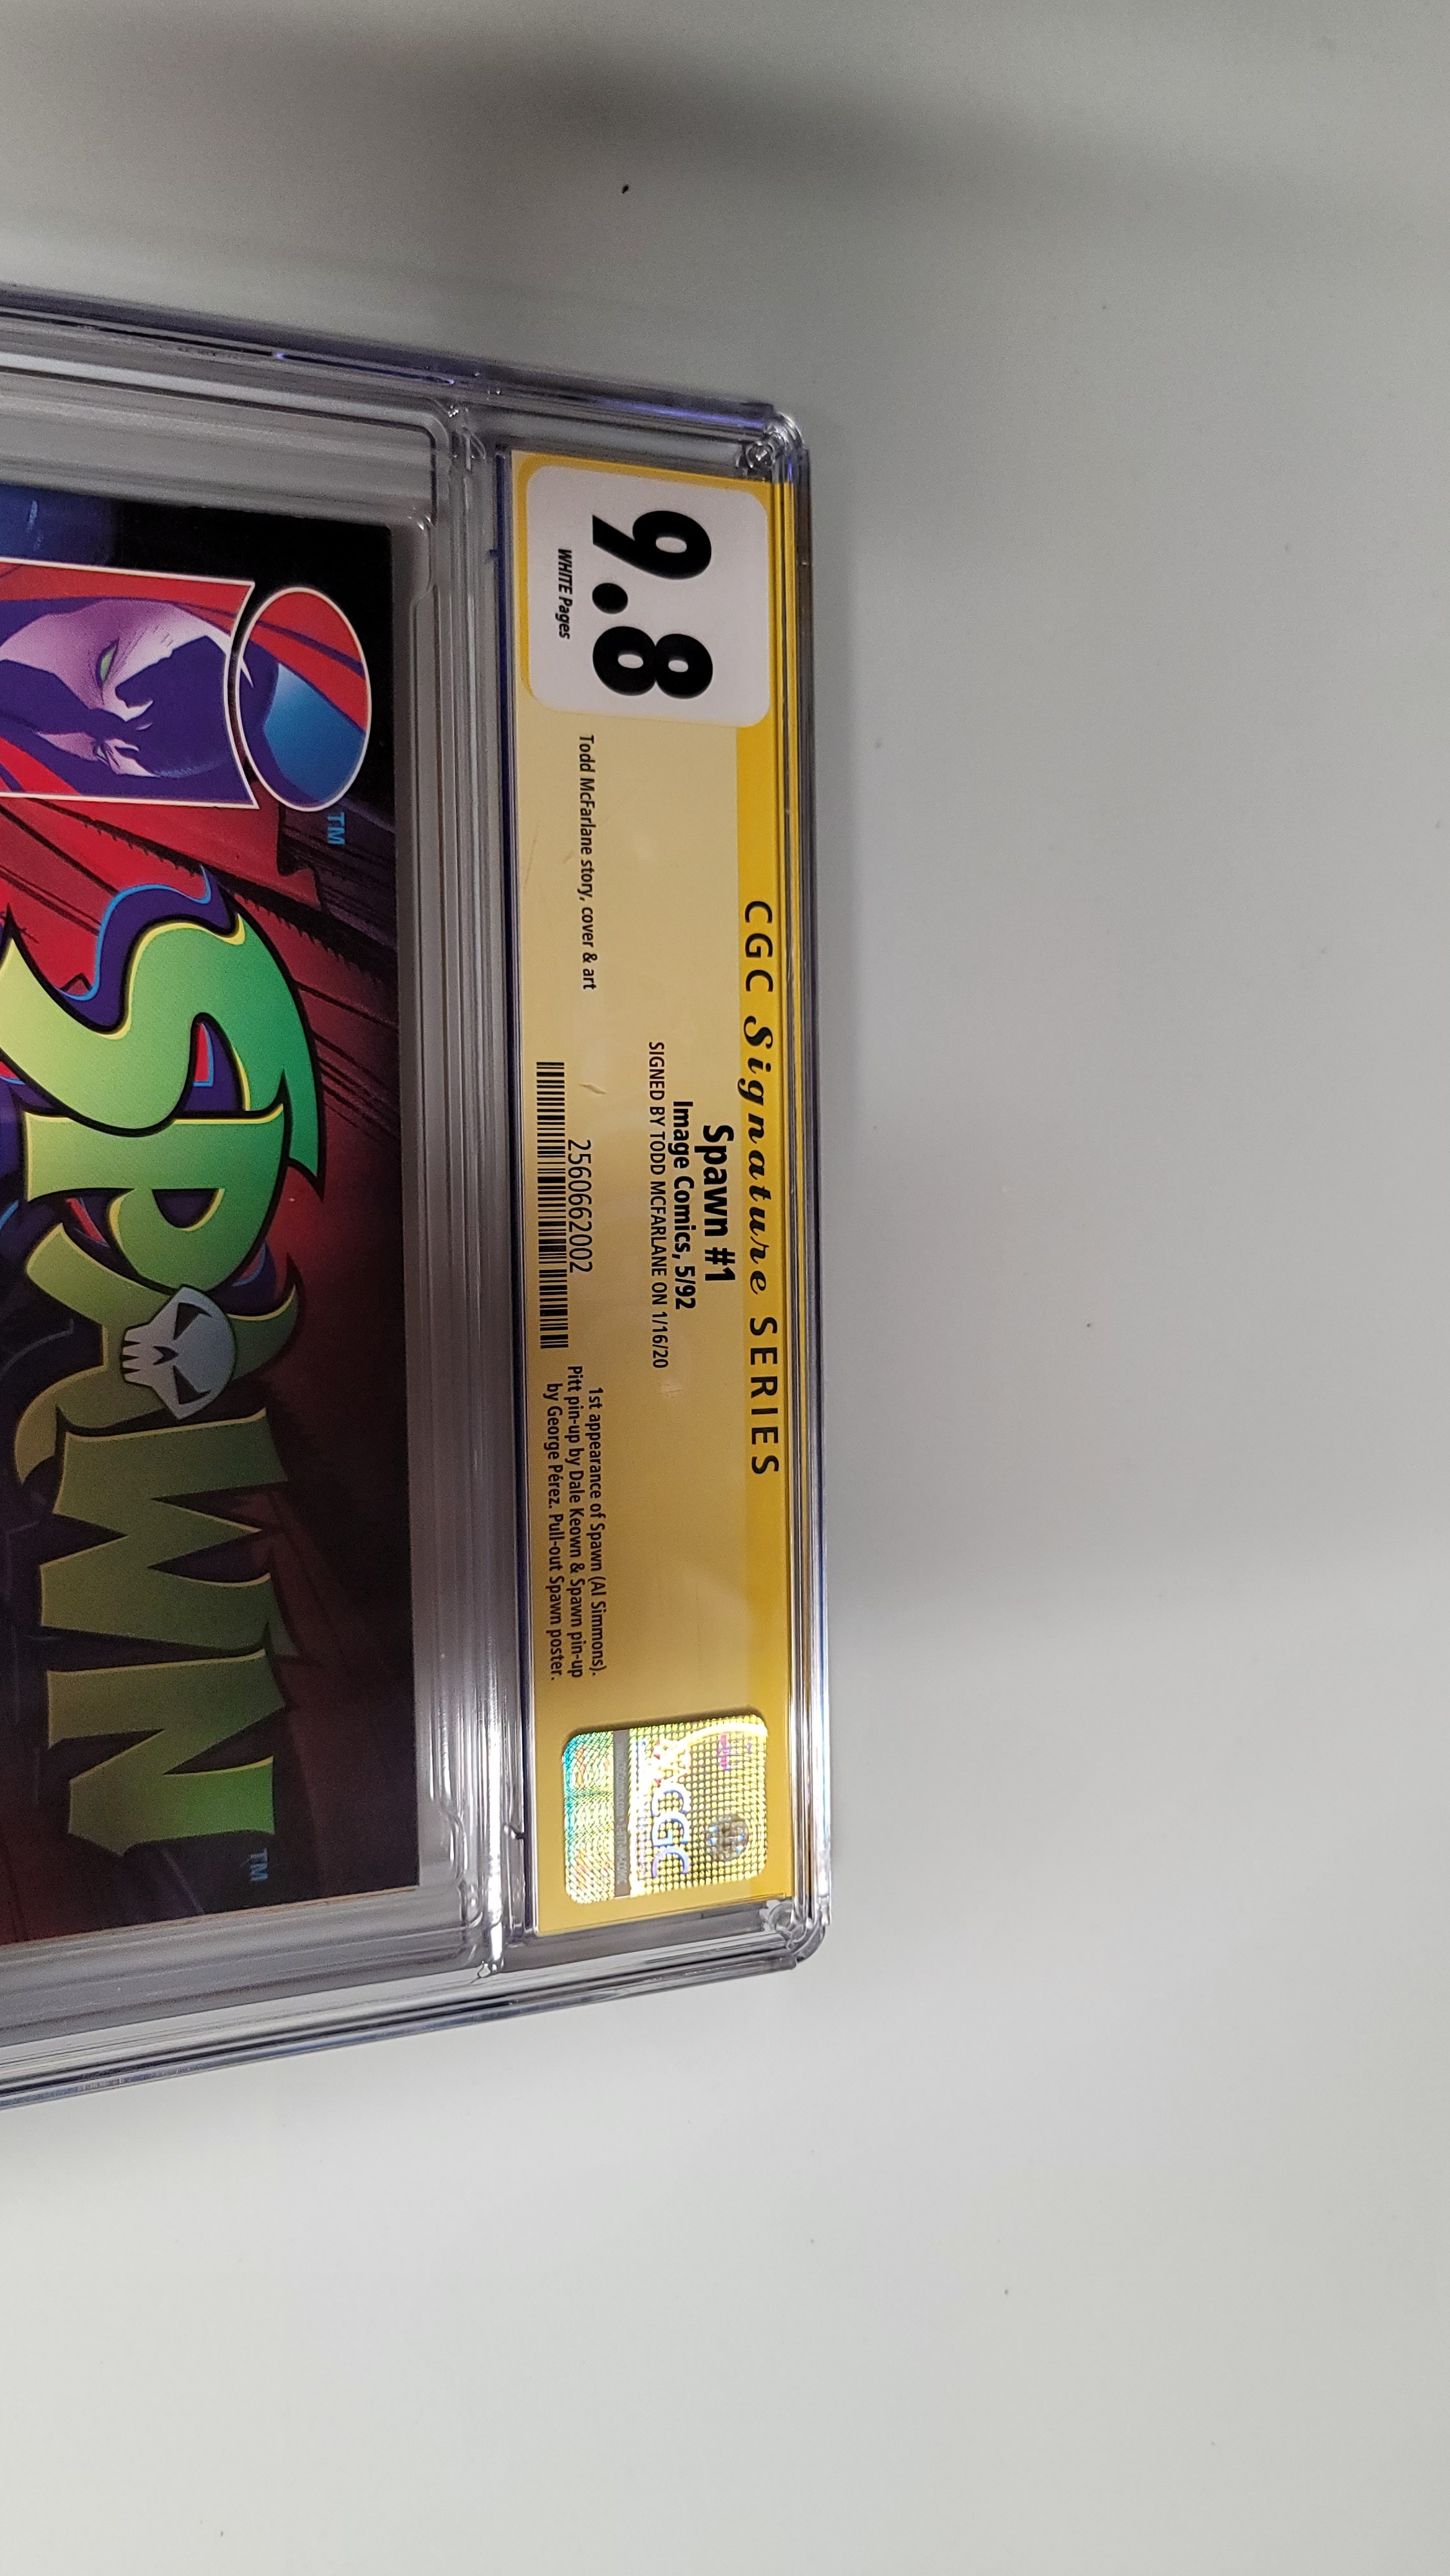 CGC Signature SERIES
9.8
WHITE Pages
Spawn #1
Image Comics, 5/92
SIGNED BY TODD MCFARLANE ON 1/16/20
Todd McFarlane story, cover & art
2560662002
1st appearance of Spawn (Al Simmons).
Pitt pin-up by Dale Keown & Spawn pin-up
by George Pérez. Pull-out Spawn poster.
CGC
TM
SPAWN
TM